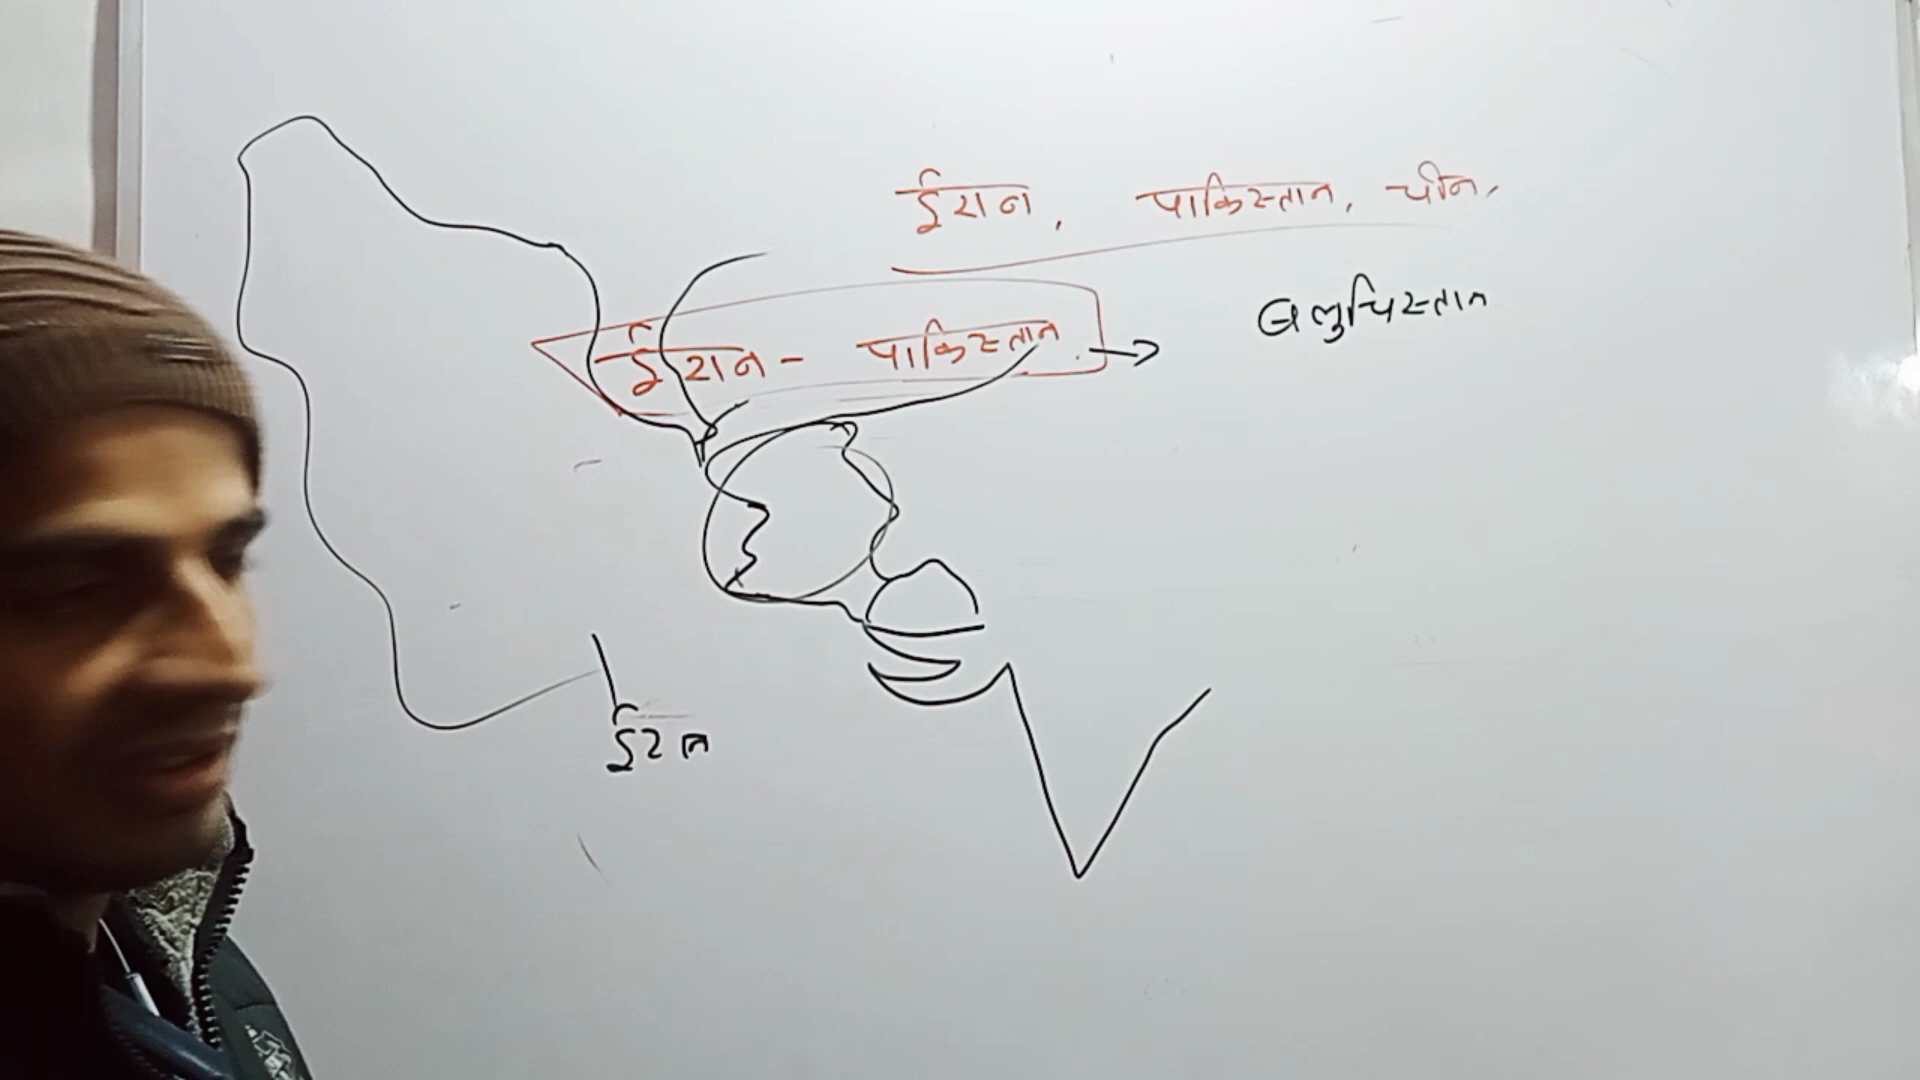 ईरान, पाकिस्तान, चीन,
बलुचिस्तान
ईरान - पाकिस्तान
ईरान